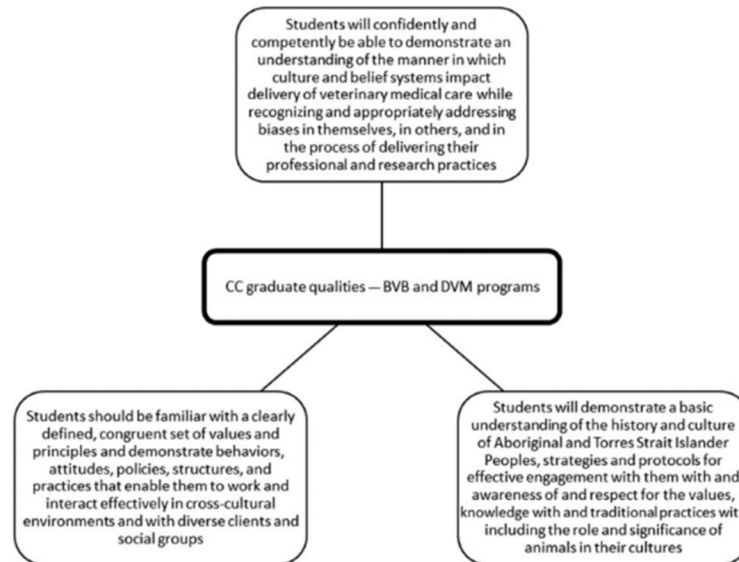 Students will confidently and
competently be able to demonstrate an
understanding of the manner in which
culture and belief systems impact
delivery of veterinary medical care while
recognizing and appropriately addressing
biases in themselves, in others, and in
the process of delivering their
professional and research practices
CC graduate qualities — BVB and DVM programs
Students should be familiar with a clearly
defined, congruent set of values and
principles and demonstrate behaviors,
attitudes, policies, structures, and
practices that enable them to work and
interact effectively in cross-cultural
environments and with diverse clients and
social groups
Students will demonstrate a basic
understanding of the history and culture
of Aboriginal and Torres Strait Islander
Peoples, strategies and protocols for
effective engagement with them with and
awareness of and respect for the values,
knowledge with and traditional practices wit
including the role and significance of
animals in their cultures